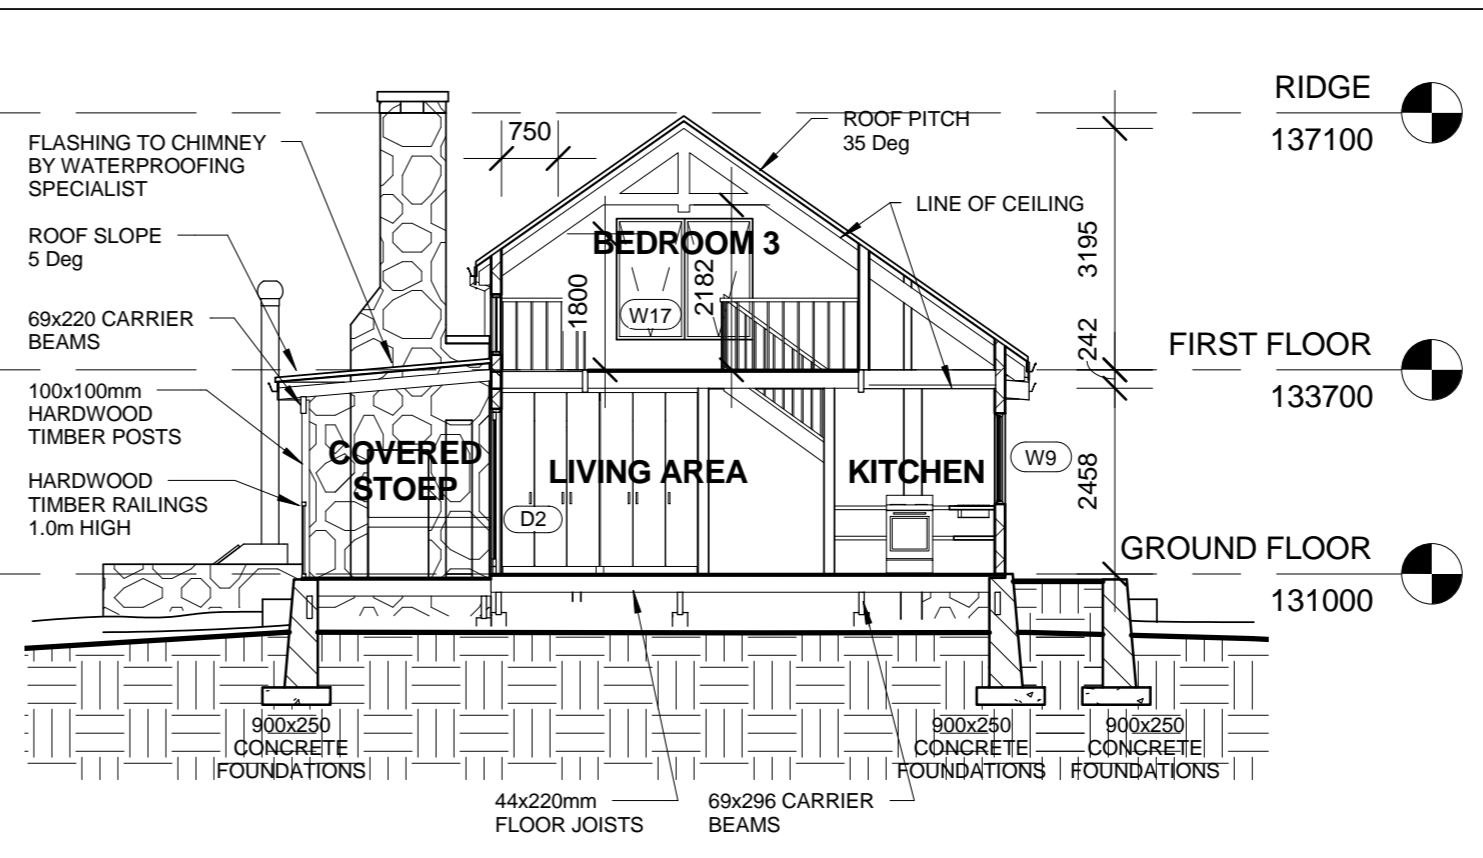 RIDGE
137100
FLASHING TO CHIMNEY
BY WATERPROOFING
SPECIALIST
750
ROOF PITCH
35 Deg
LINE OF CEILING
ROOF SLOPE
5 Deg
BEDROOM 3
3195
1800
2182
W17
69x220 CARRIER
BEAMS
242
FIRST FLOOR
133700
100x100mm
HARDWOOD
TIMBER POSTS
COVERED
STOEP
LIVING AREA
KITCHEN
W9
2458
HARDWOOD
TIMBER RAILINGS
1.0m HIGH
D2
GROUND FLOOR
131000
900x250
CONCRETE
FOUNDATIONS
900x250
CONCRETE
FOUNDATIONS
900x250
CONCRETE
FOUNDATIONS
44x220mm
FLOOR JOISTS
69x296 CARRIER
BEAMS